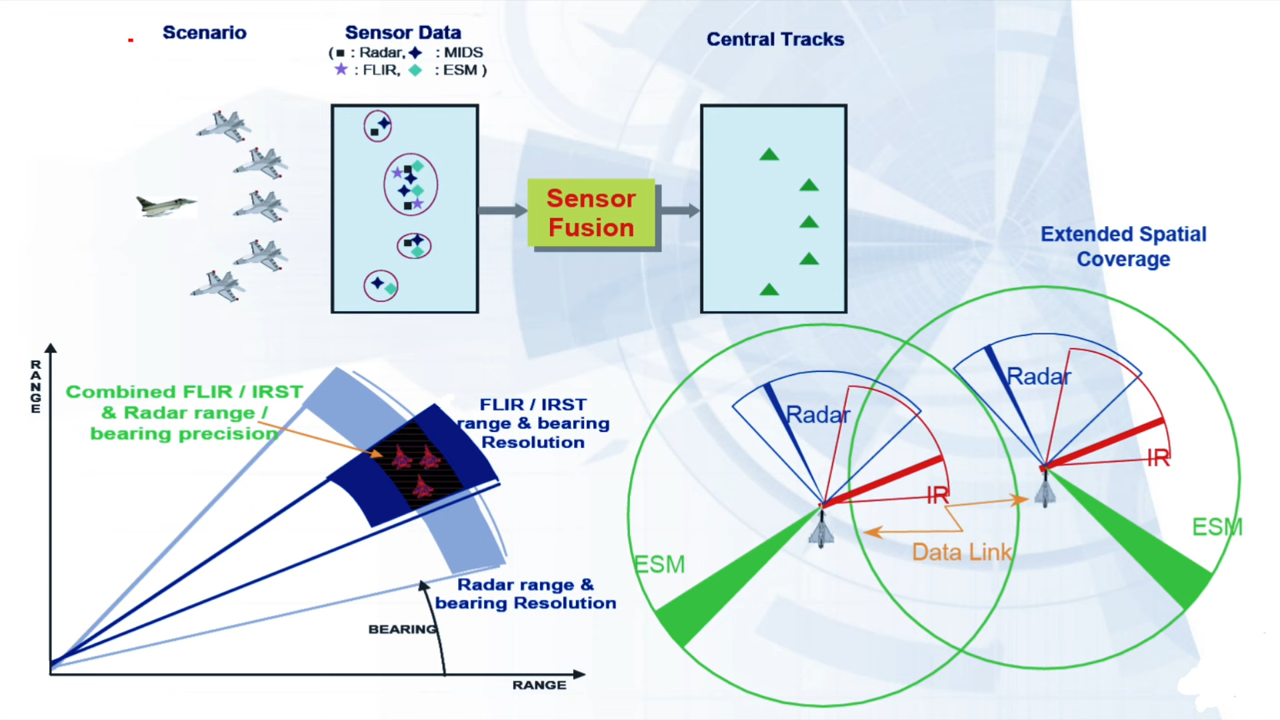 Scenario
Sensor Data
( ■ : Radar, ✦ : MIDS
★ : FLIR, ◆ : ESM )
Central Tracks
Sensor
Fusion
Extended Spatial
Coverage
RANGE
Combined FLIR / IRST
& Radar range /
bearing precision
FLIR / IRST
range & bearing
Resolution
Radar range &
bearing Resolution
BEARING
RANGE
Radar
IR
ESM
Data Link
Radar
IR
ESM